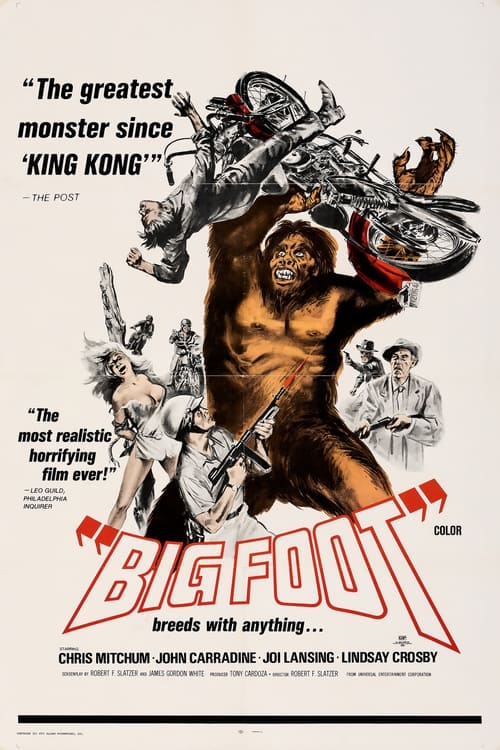 “The greatest
monster since
‘KING KONG’”
— THE POST
“The
most realistic
horrifying
film ever!”
—LEO GUILD,
PHILADELPHIA
INQUIRER
“BIGFOOT”
COLOR
breeds with anything...
STARRING
CHRIS MITCHUM · JOHN CARRADINE · JOI LANSING · LINDSAY CROSBY
SCREENPLAY BY ROBERT F. SLATZER AND JAMES GORDON WHITE PRODUCER TONY CARDOZA · DIRECTOR ROBERT F. SLATZER FROM UNIVERSAL ENTERTAINMENT CORPORATION